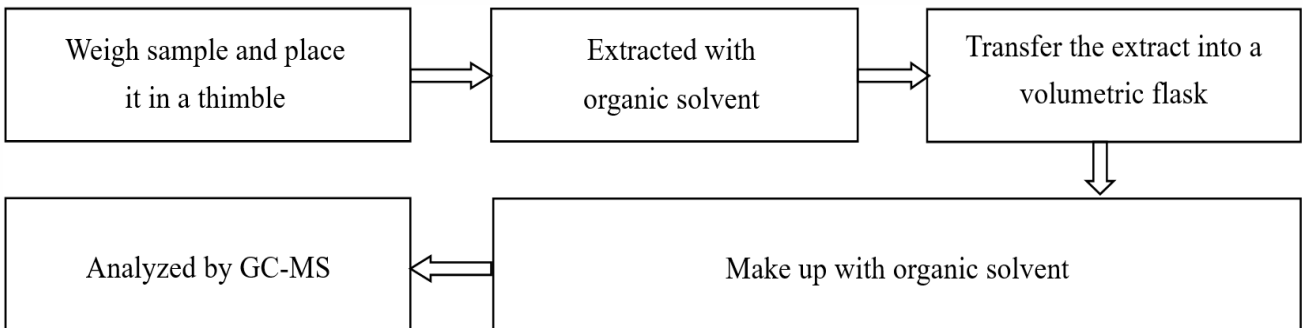 Weigh sample and place
it in a thimble
Extracted with
organic solvent
Transfer the extract into a
volumetric flask
Make up with organic solvent
Analyzed by GC-MS